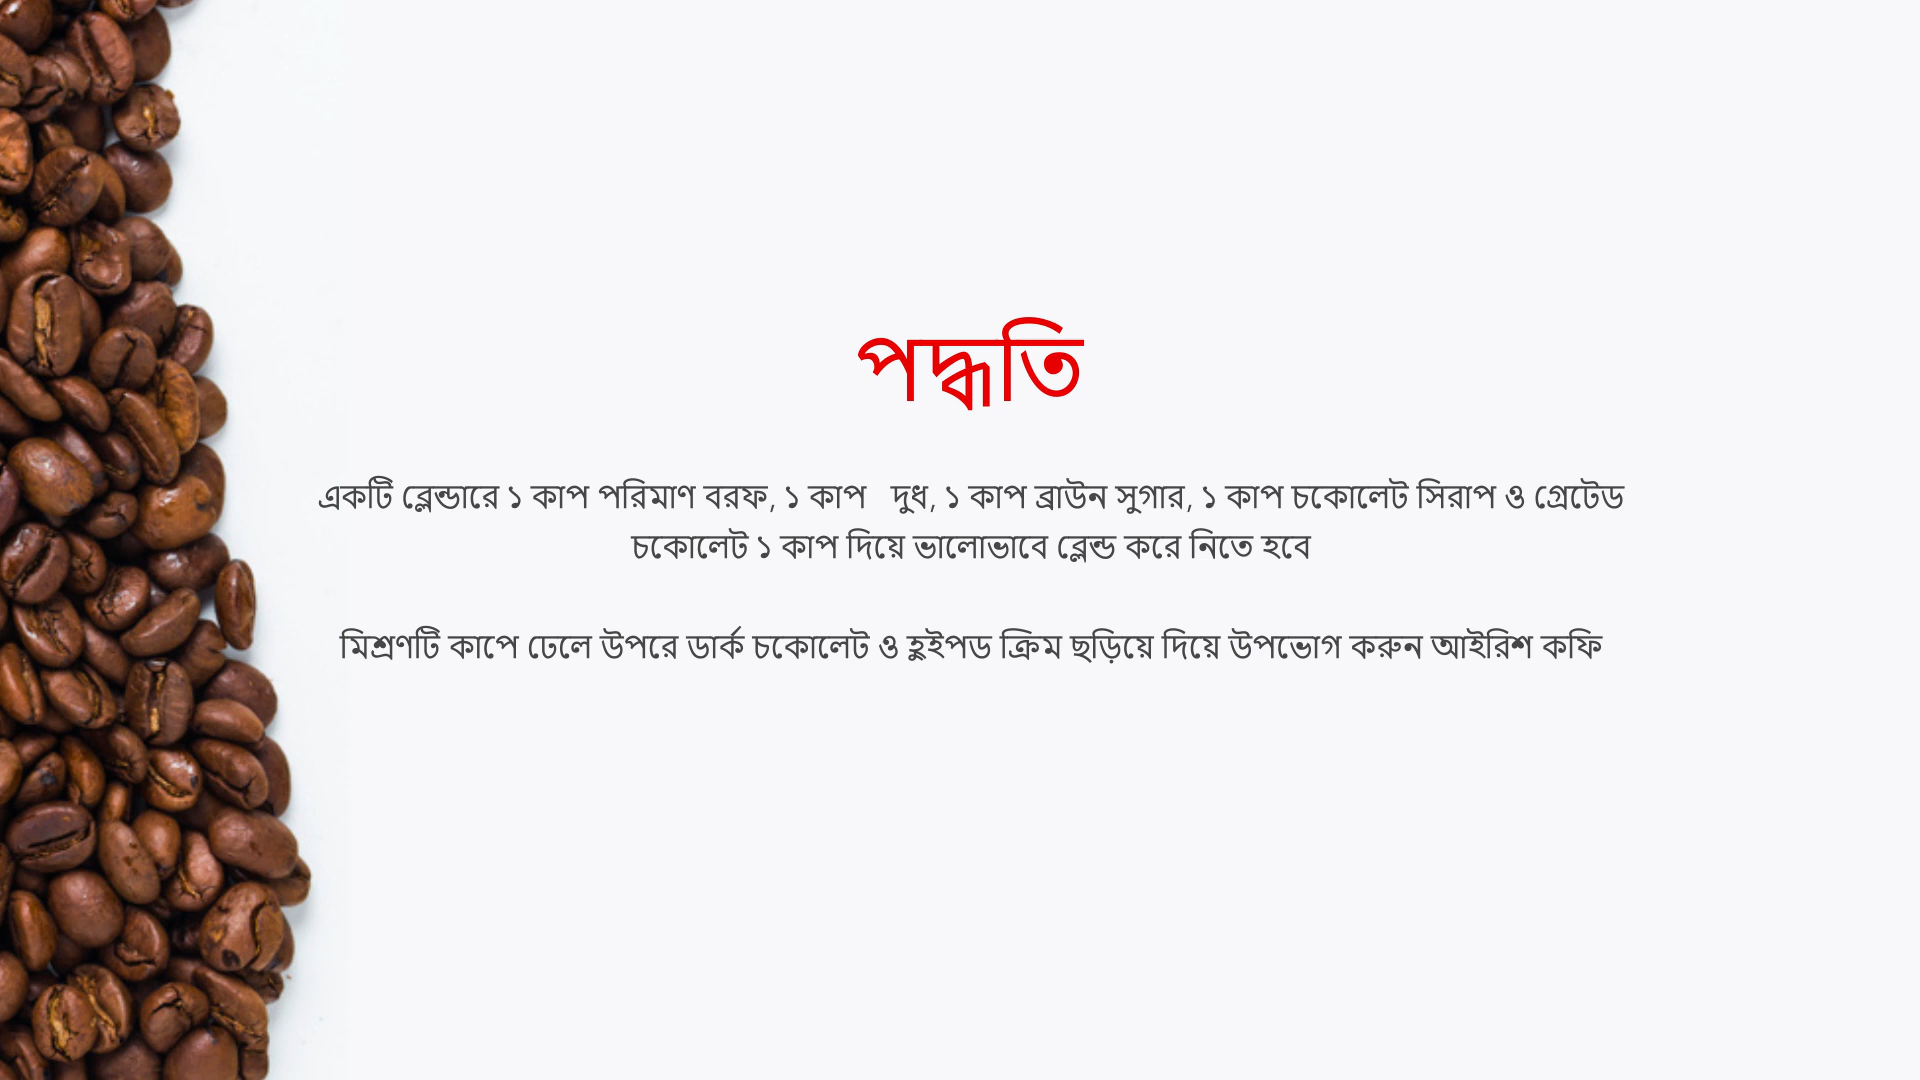 পদ্ধতি
একটি ব্লেন্ডারে ১ কাপ পরিমাণ বরফ, ১ কাপ দুধ, ১ কাপ ব্রাউন সুগার, ১ কাপ চকোলেট সিরাপ ও গ্রেটেড
চকোলেট ১ কাপ দিয়ে ভালোভাবে ব্লেন্ড করে নিতে হবে
মিশ্রণটি কাপে ঢেলে উপরে ডার্ক চকোলেট ও হুইপড ক্রিম ছড়িয়ে দিয়ে উপভোগ করুন আইরিশ কফি